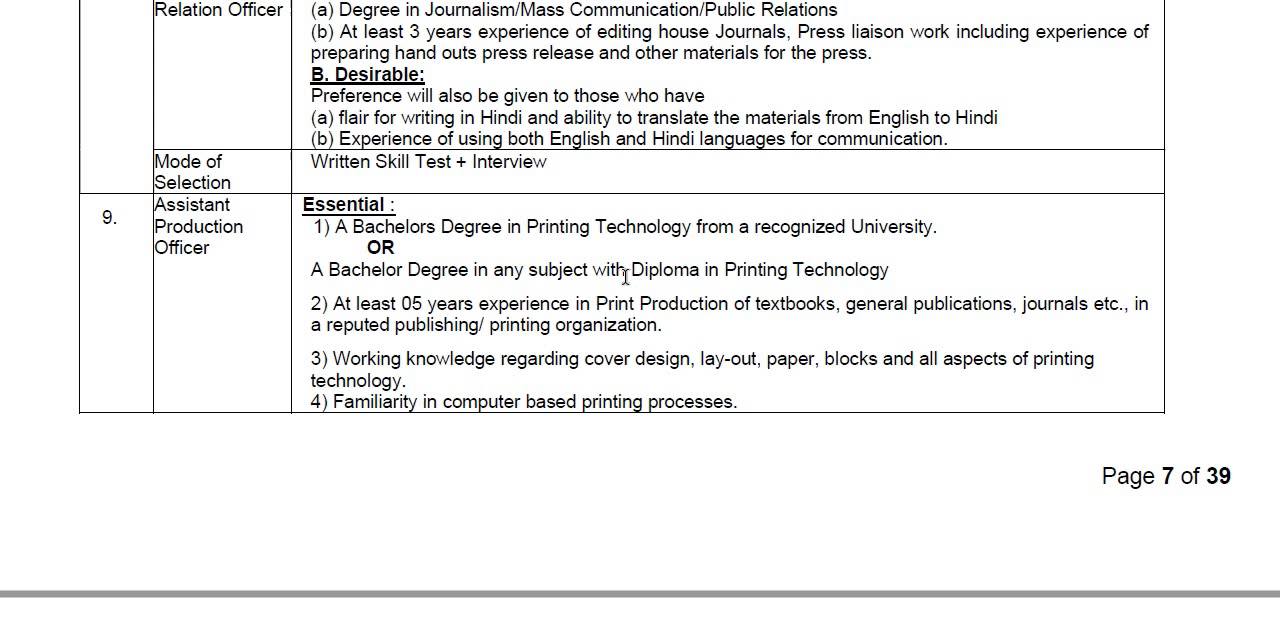 Relation Officer
(a) Degree in Journalism/Mass Communication/Public Relations
(b) At least 3 years experience of editing house Journals, Press liaison work including experience of
preparing hand outs press release and other materials for the press.
B. Desirable:
Preference will also be given to those who have
(a) flair for writing in Hindi and ability to translate the materials from English to Hindi
(b) Experience of using both English and Hindi languages for communication.
Mode of
Selection
Written Skill Test + Interview
9.
Assistant
Production
Officer
Essential :
1) A Bachelors Degree in Printing Technology from a recognized University.
OR
A Bachelor Degree in any subject with Diploma in Printing Technology
2) At least 05 years experience in Print Production of textbooks, general publications, journals etc., in
a reputed publishing/ printing organization.
3) Working knowledge regarding cover design, lay-out, paper, blocks and all aspects of printing
technology.
4) Familiarity in computer based printing processes.
Page 7 of 39